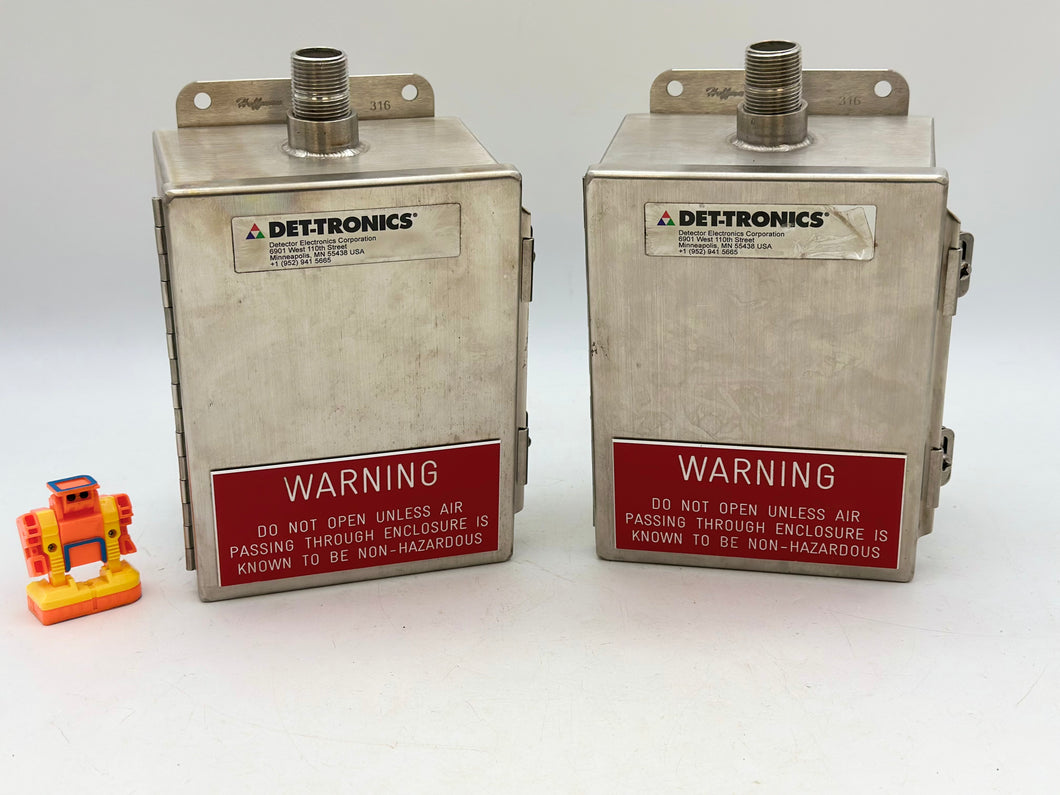 Hoffman 316
DET-TRONICS®
Detector Electronics Corporation
6901 West 110th Street
Minneapolis, MN 55438 USA
+1 (952) 941 5665
WARNING
DO NOT OPEN UNLESS AIR
PASSING THROUGH ENCLOSURE IS
KNOWN TO BE NON-HAZARDOUS
Hoffman 316
DET-TRONICS®
Detector Electronics Corporation
6901 West 110th Street
Minneapolis, MN 55438 USA
+1 (952) 941 5665
WARNING
DO NOT OPEN UNLESS AIR
PASSING THROUGH ENCLOSURE IS
KNOWN TO BE NON-HAZARDOUS